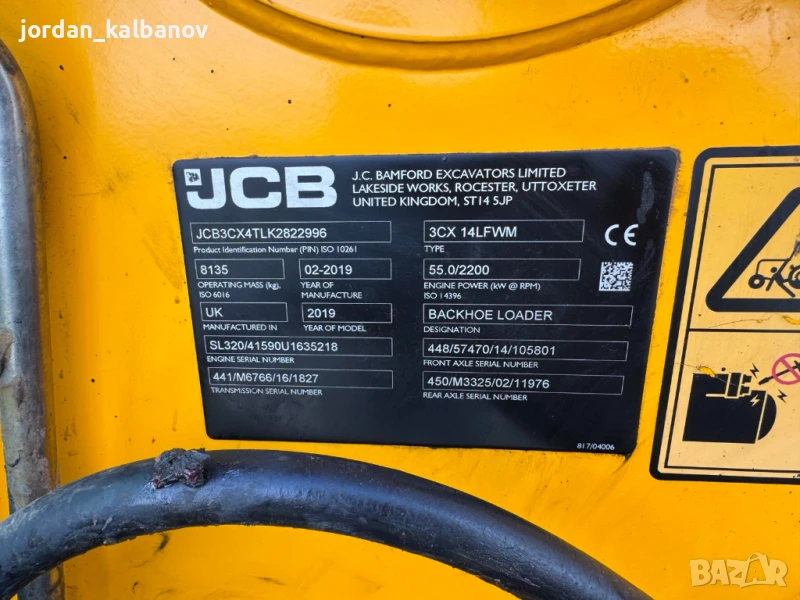 jordan_kalbanov
JCB
J.C. BAMFORD EXCAVATORS LIMITED
LAKESIDE WORKS, ROCESTER, UTTOXETER
UNITED KINGDOM, ST14 5JP
JCB3CX4TLK2822996
Product Identification Number (PIN) ISO 10261
3CX 14LFWM
TYPE
CE
8135
OPERATING MASS (kg).
ISO 6016
02-2019
YEAR OF
MANUFACTURE
55.0/2200
ENGINE POWER (kW @ RPM)
ISO 14396
UK
MANUFACTURED IN
2019
YEAR OF MODEL
BACKHOE LOADER
DESIGNATION
SL320/41590U1635218
ENGINE SERIAL NUMBER
448/57470/14/105801
FRONT AXLE SERIAL NUMBER
441/M6766/16/1827
TRANSMISSION SERIAL NUMBER
450/M3325/02/11976
REAR AXLE SERIAL NUMBER
817/04006
BAZAR